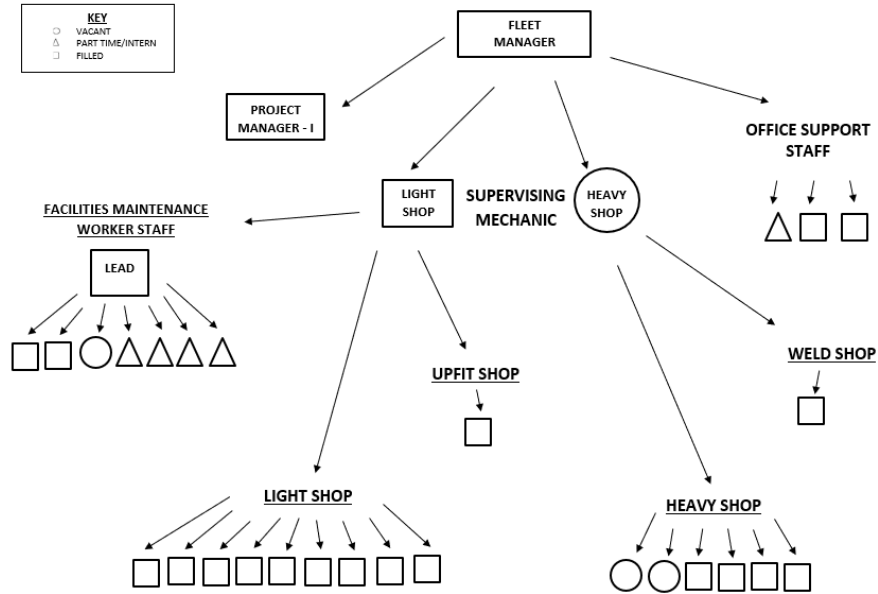 KEY
VACANT
PART TIME/INTERN
FILLED
FLEET
MANAGER
PROJECT
MANAGER - I
OFFICE SUPPORT
STAFF
LIGHT
SHOP
SUPERVISING
MECHANIC
HEAVY
SHOP
FACILITIES MAINTENANCE
WORKER STAFF
LEAD
UPFIT SHOP
WELD SHOP
LIGHT SHOP
HEAVY SHOP